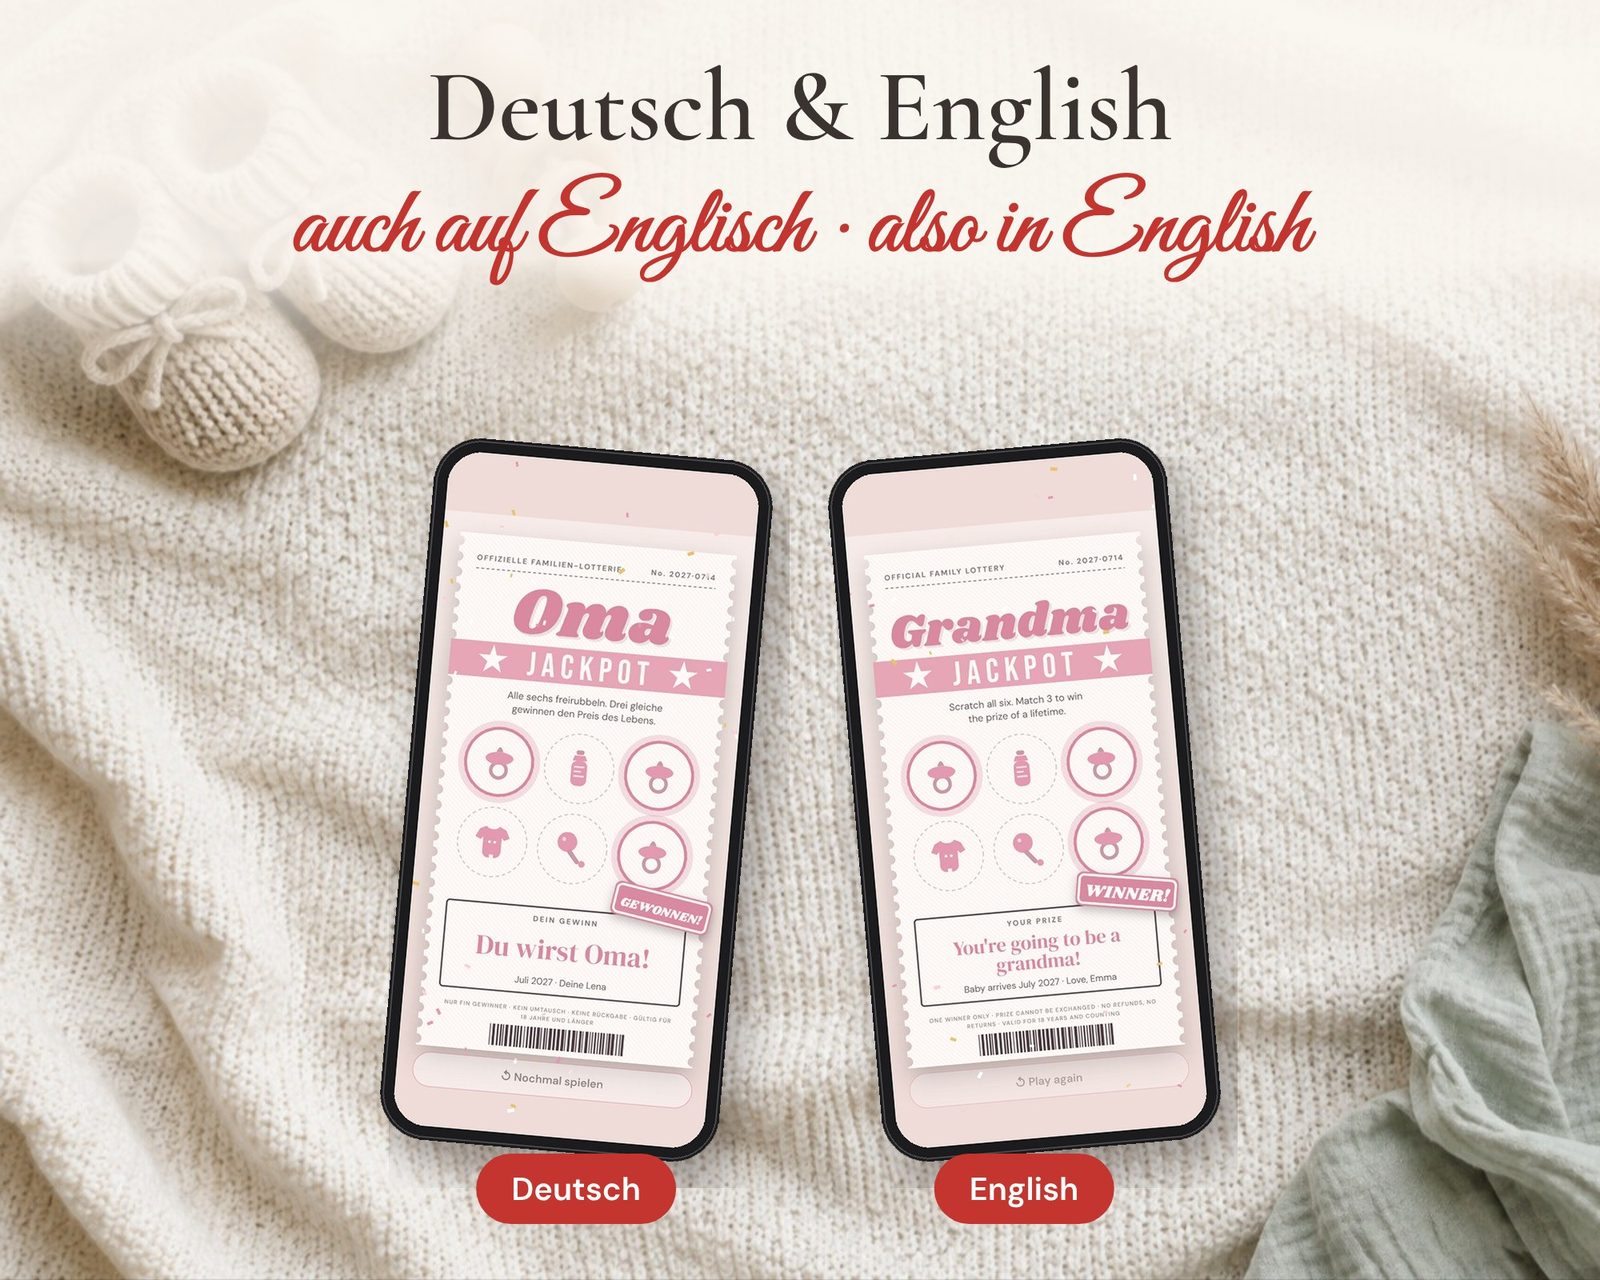 Deutsch & English
auch auf Englisch · also in English
OFFIZIELLE FAMILIEN-LOTTERIE No. 2027-0714
Oma
JACKPOT
Alle sechs freirubbeln. Drei gleiche
gewinnen den Preis des Lebens.
GEWONNEN!
DEIN GEWINN
Du wirst Oma!
Juli 2027 · Deine Lena
NUR EIN GEWINNER · KEIN UMTAUSCH · KEINE RÜCKGABE · GÜLTIG FÜR
18 JAHRE UND LÄNGER
Nochmal spielen
Deutsch
OFFICIAL FAMILY LOTTERY No. 2027-0714
Grandma
JACKPOT
Scratch all six. Match 3 to win
the prize of a lifetime.
WINNER!
YOUR PRIZE
You're going to be a
grandma!
Baby arrives July 2027 · Love, Emma
ONE WINNER ONLY · PRIZE CANNOT BE EXCHANGED · NO REFUNDS, NO
RETURNS · VALID FOR 18 YEARS AND COUNTING
Play again
English